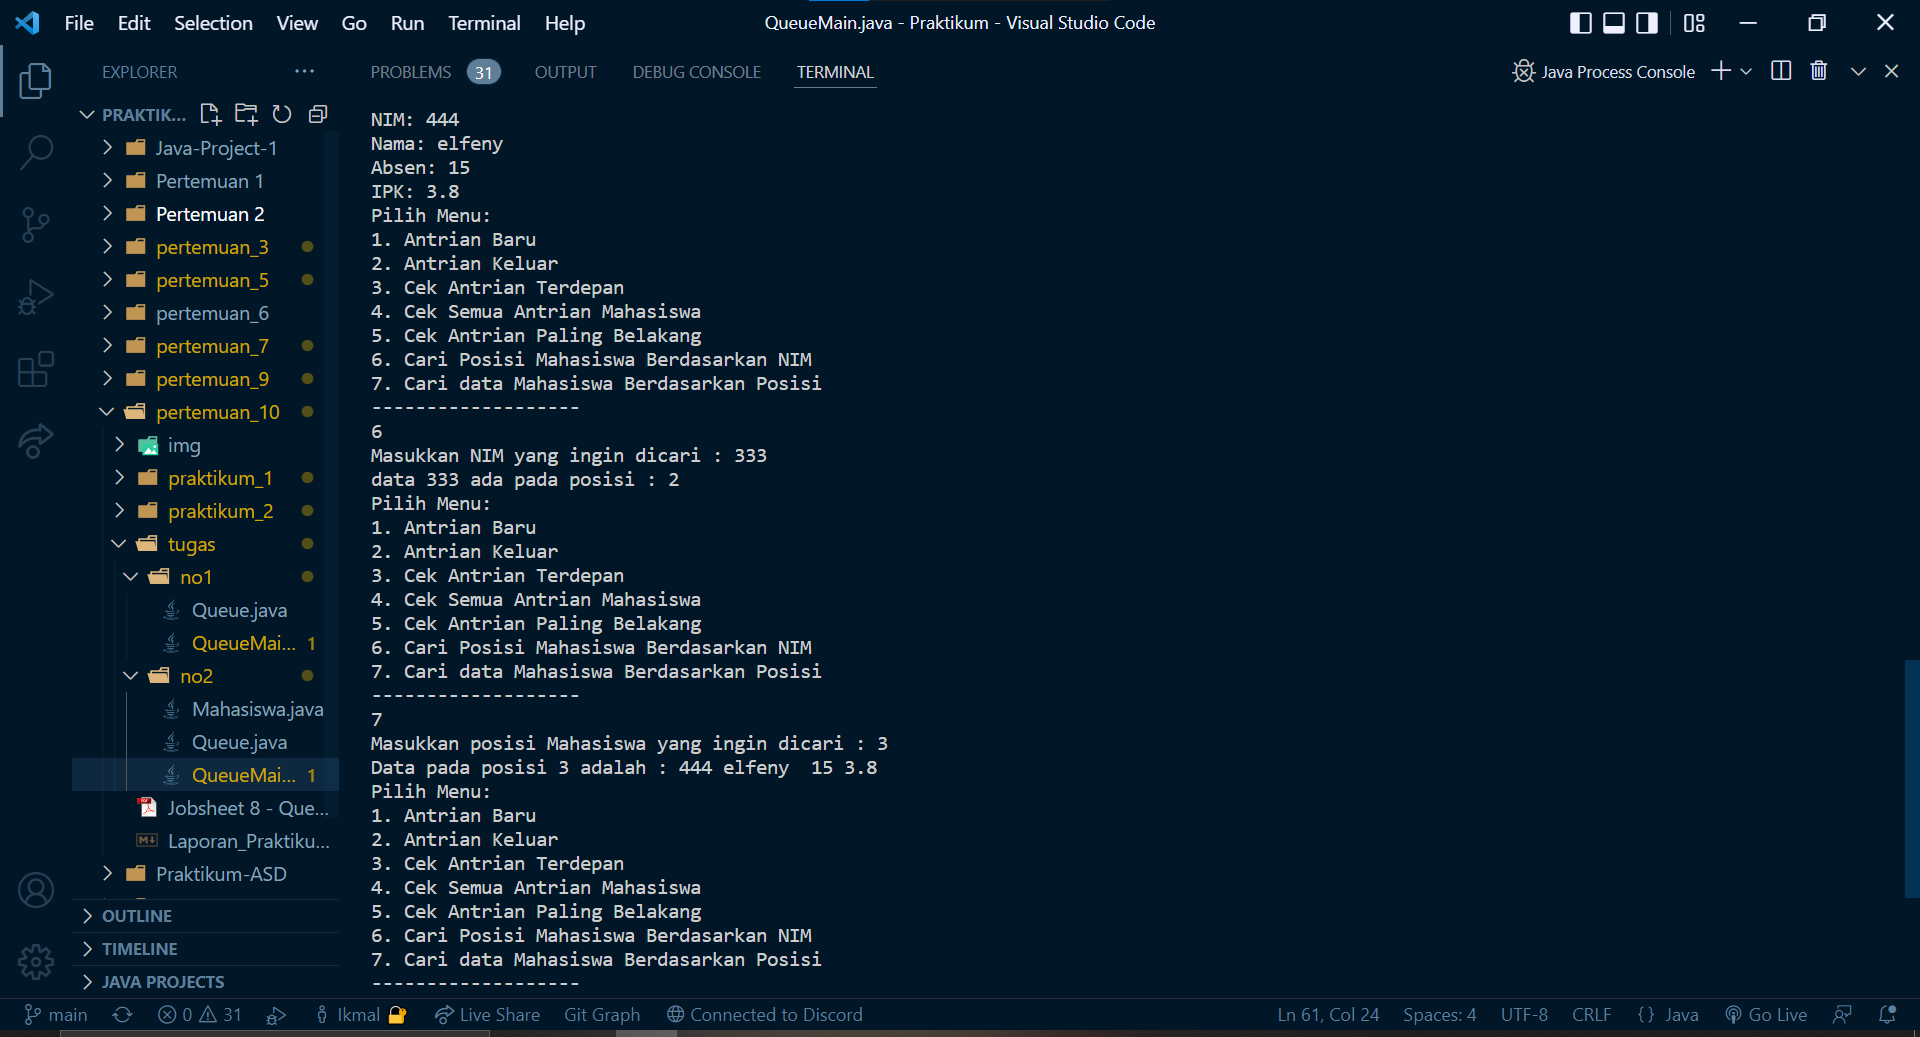 File Edit Selection View Go Run Terminal Help
QueueMain.java - Praktikum - Visual Studio Code
EXPLORER ···
PRAKTIK...
Java-Project-1
Pertemuan 1
Pertemuan 2
pertemuan_3
pertemuan_5
pertemuan_6
pertemuan_7
pertemuan_9
pertemuan_10
img
praktikum_1
praktikum_2
tugas
no1
Queue.java
QueueMai... 1
no2
Mahasiswa.java
Queue.java
QueueMai... 1
Jobsheet 8 - Que...
Laporan_Praktiku...
Praktikum-ASD
OUTLINE
TIMELINE
JAVA PROJECTS
PROBLEMS 31 OUTPUT DEBUG CONSOLE TERMINAL
Java Process Console
NIM: 444
Nama: elfeny
Absen: 15
IPK: 3.8
Pilih Menu:
1. Antrian Baru
2. Antrian Keluar
3. Cek Antrian Terdepan
4. Cek Semua Antrian Mahasiswa
5. Cek Antrian Paling Belakang
6. Cari Posisi Mahasiswa Berdasarkan NIM
7. Cari data Mahasiswa Berdasarkan Posisi
-------------------
6
Masukkan NIM yang ingin dicari : 333
data 333 ada pada posisi : 2
Pilih Menu:
1. Antrian Baru
2. Antrian Keluar
3. Cek Antrian Terdepan
4. Cek Semua Antrian Mahasiswa
5. Cek Antrian Paling Belakang
6. Cari Posisi Mahasiswa Berdasarkan NIM
7. Cari data Mahasiswa Berdasarkan Posisi
-------------------
7
Masukkan posisi Mahasiswa yang ingin dicari : 3
Data pada posisi 3 adalah : 444 elfeny  15 3.8
Pilih Menu:
1. Antrian Baru
2. Antrian Keluar
3. Cek Antrian Terdepan
4. Cek Semua Antrian Mahasiswa
5. Cek Antrian Paling Belakang
6. Cari Posisi Mahasiswa Berdasarkan NIM
7. Cari data Mahasiswa Berdasarkan Posisi
-------------------
main 0 31 Ikmal Live Share Git Graph Connected to Discord Ln 61, Col 24 Spaces: 4 UTF-8 CRLF {} Java Go Live